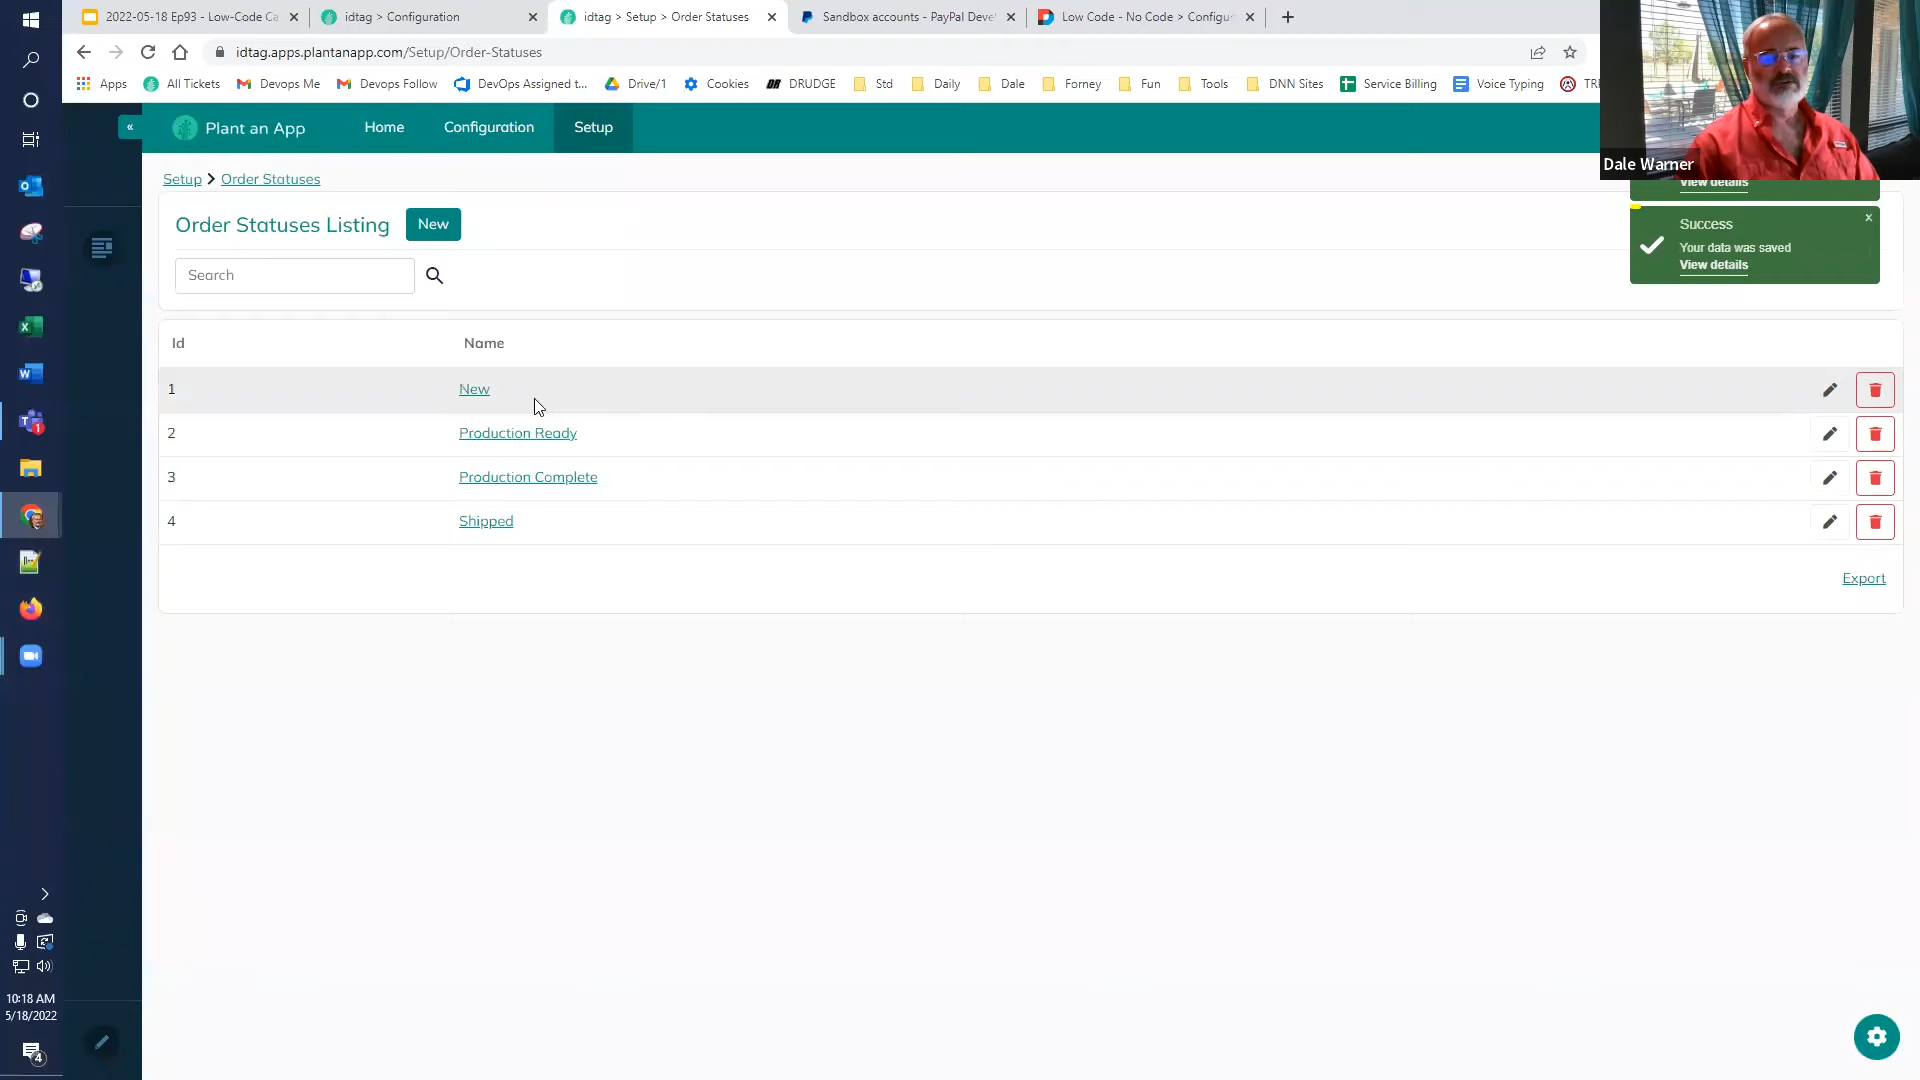 2022-05-18 Ep93 - Low-Code Ca
idtag > Configuration
idtag > Setup > Order Statuses
Sandbox accounts - PayPal Deve
Low Code - No Code > Configu
idtag.apps.plantanapp.com/Setup/Order-Statuses
Apps
All Tickets
Devops Me
Devops Follow
DevOps Assigned t...
Drive/1
Cookies
DRUDGE
Std
Daily
Dale
Forney
Fun
Tools
DNN Sites
Service Billing
Voice Typing
Dale Warner
«
Plant an App
Home
Configuration
Setup
Setup > Order Statuses
View details
Order Statuses Listing
New
Success
x
Your data was saved
View details
Search
Id
Name
1
New
2
Production Ready
3
Production Complete
4
Shipped
Export
10:18 AM
5/18/2022
4